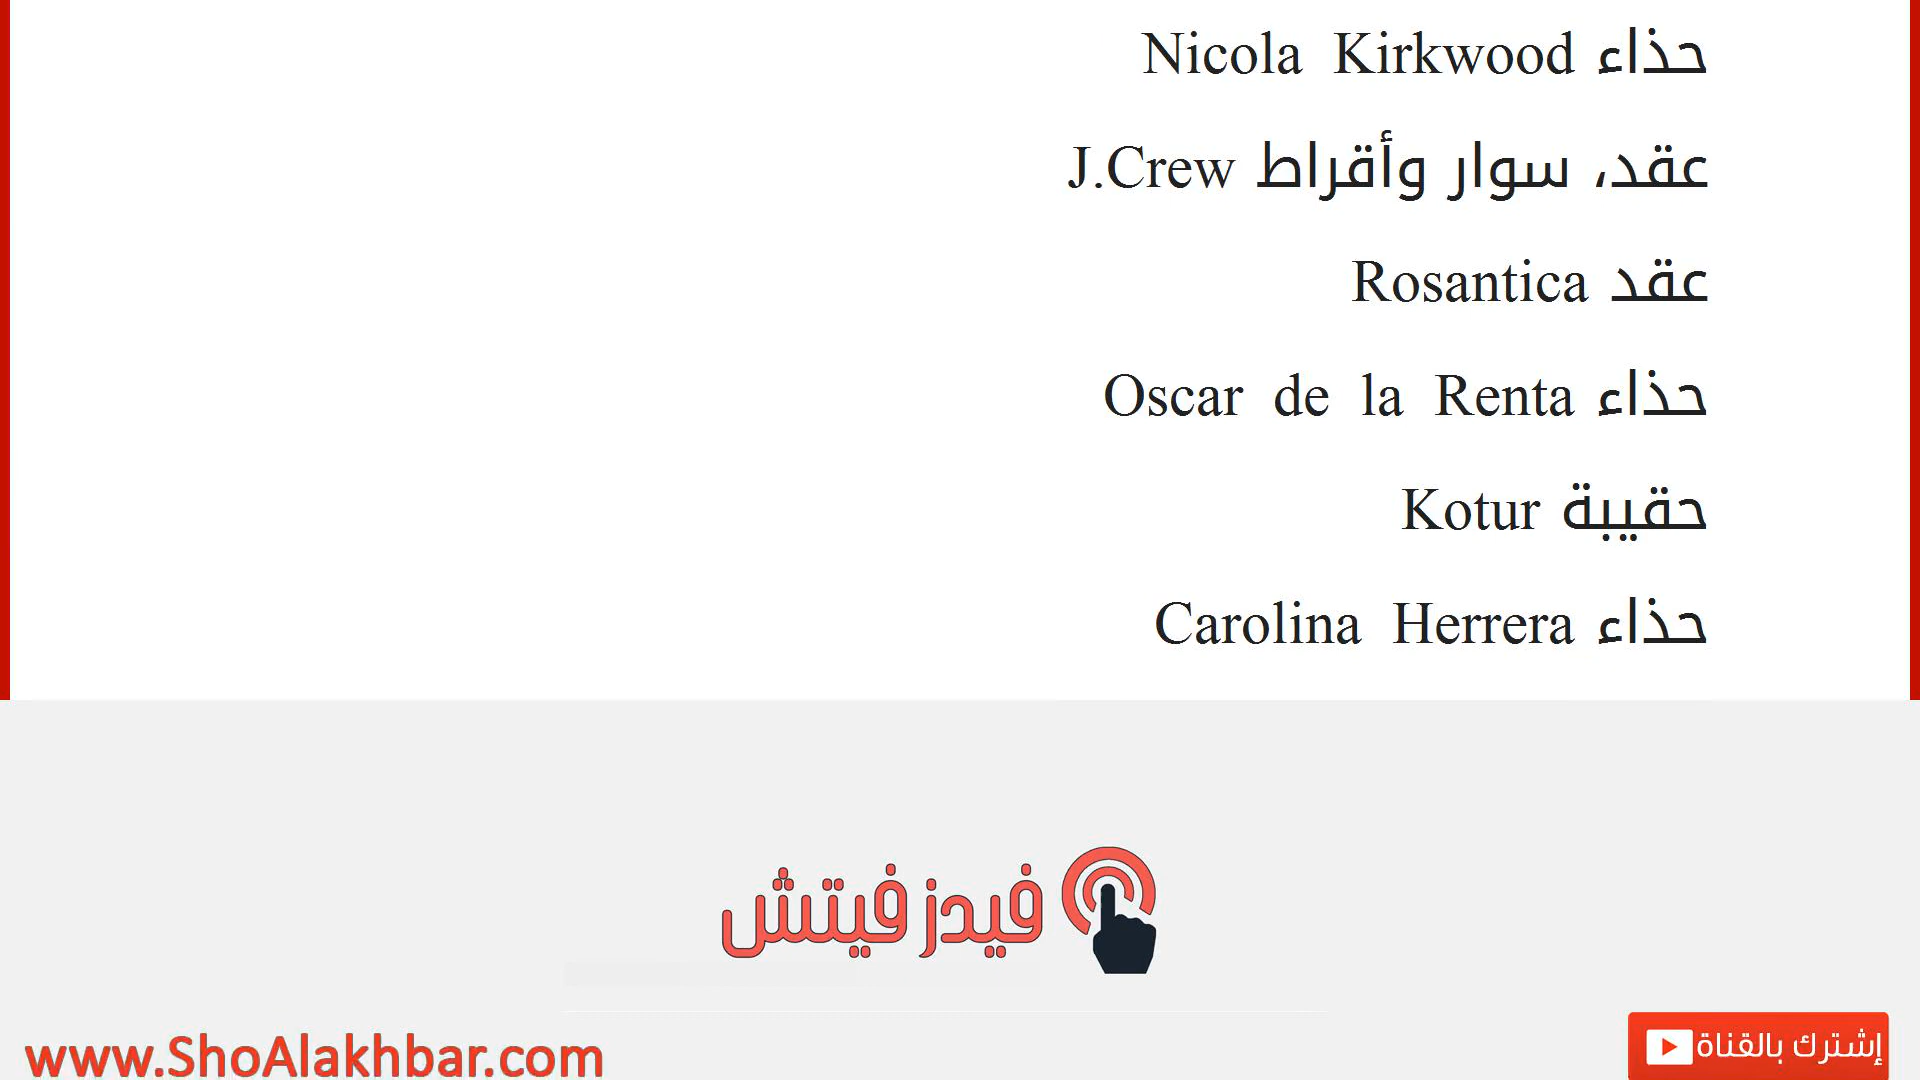 حذاء Nicola Kirkwood
عقد، سوار وأقراط J.Crew
عقد Rosantica
حذاء Oscar de la Renta
حقيبة Kotur
حذاء Carolina Herrera
فيدز فيتش
www.ShoAlakhbar.com
إشترك بالقناة